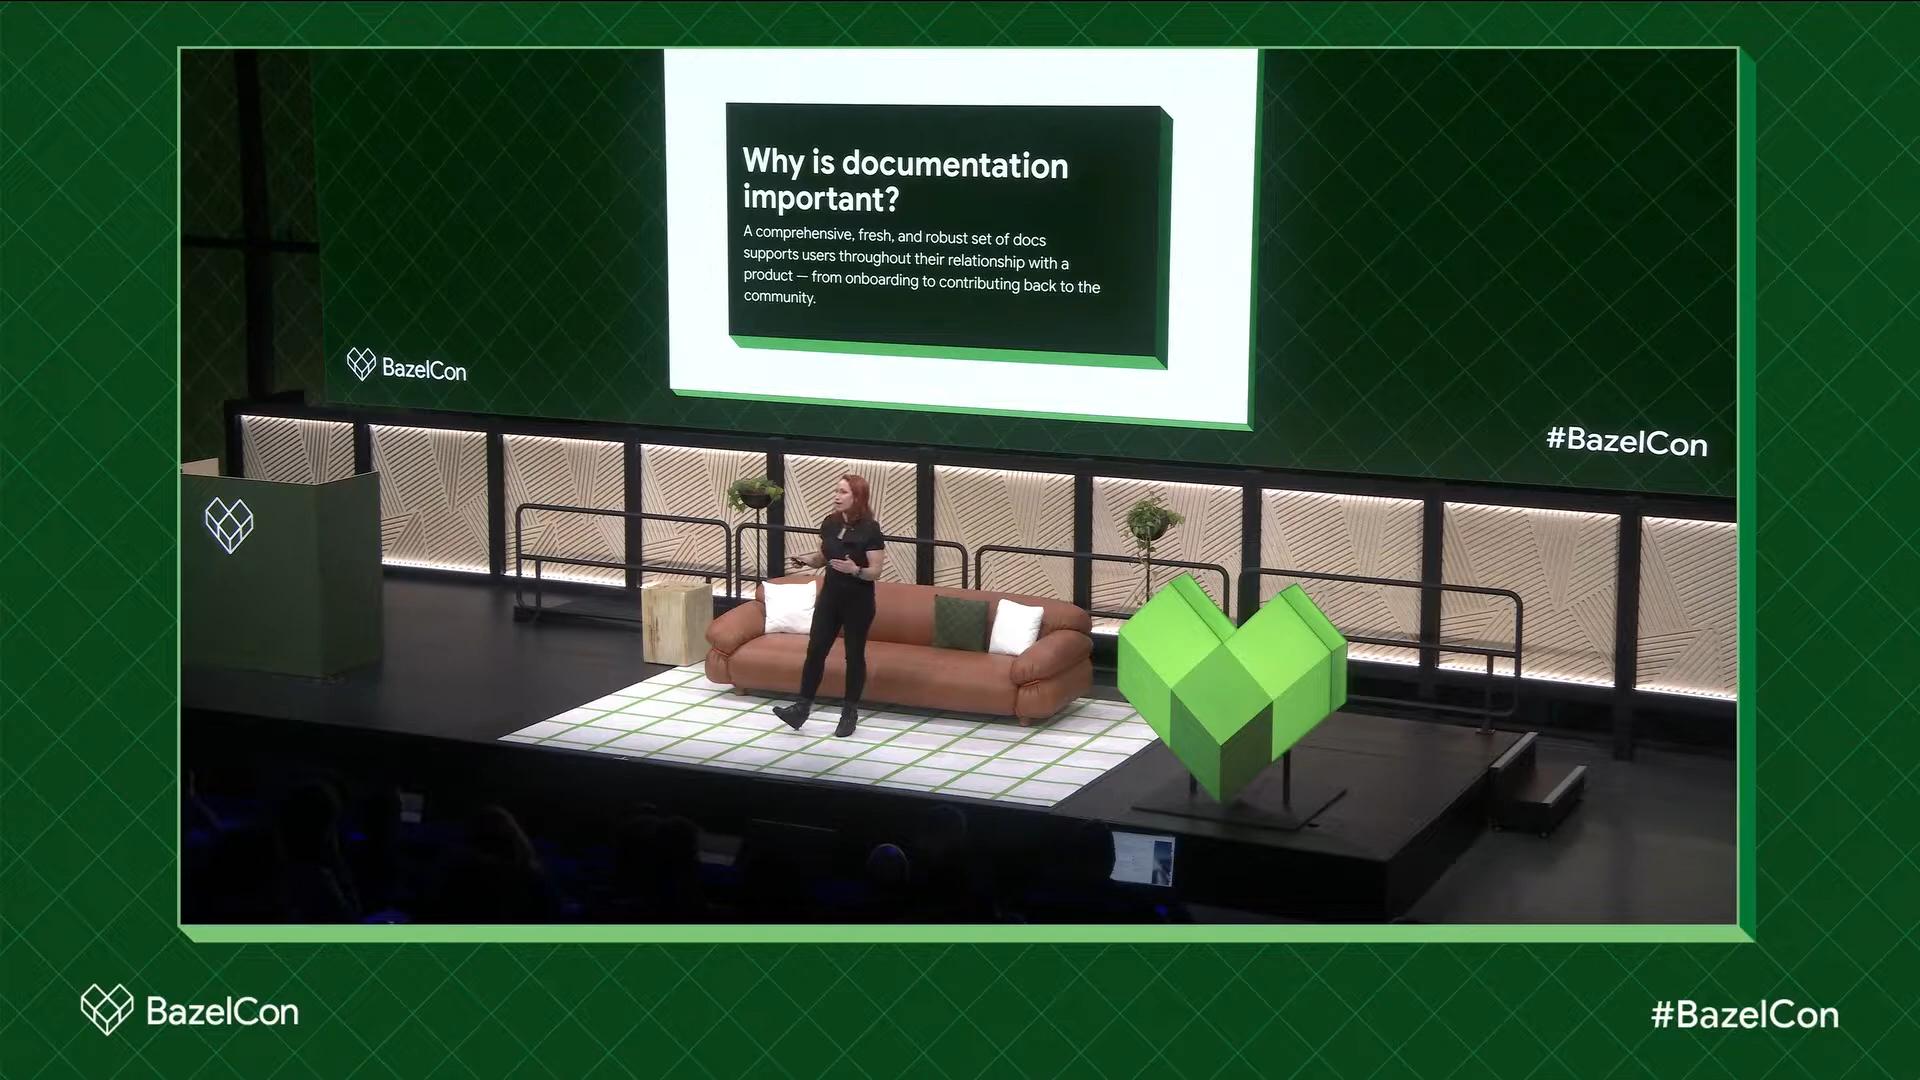 Why is documentation
important?
A comprehensive, fresh, and robust set of docs
supports users throughout their relationship with a
product — from onboarding to contributing back to the
community.
BazelCon
#BazelCon
BazelCon
#BazelCon